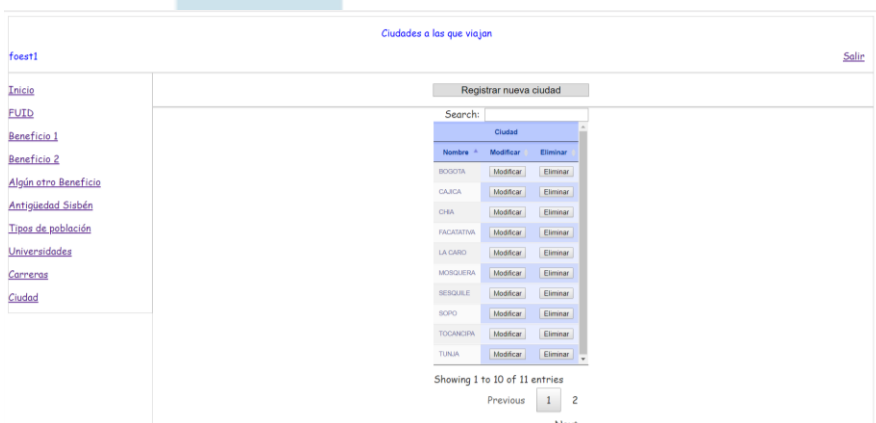 Ciudades a las que viajan
foest1
Salir
Inicio
FUID
Beneficio 1
Beneficio 2
Algún otro Beneficio
Antigüedad Sisbén
Tipos de población
Universidades
Carreras
Ciudad
Registrar nueva ciudad
Search:
Ciudad
Nombre Modificar Eliminar
BOGOTA Modificar Eliminar
CAJICA Modificar Eliminar
CHIA Modificar Eliminar
FACATATIVA Modificar Eliminar
LA CARO Modificar Eliminar
MOSQUERA Modificar Eliminar
SESQUILE Modificar Eliminar
SOPO Modificar Eliminar
TOCANCIPA Modificar Eliminar
TUNJA Modificar Eliminar
Showing 1 to 10 of 11 entries
Previous 1 2